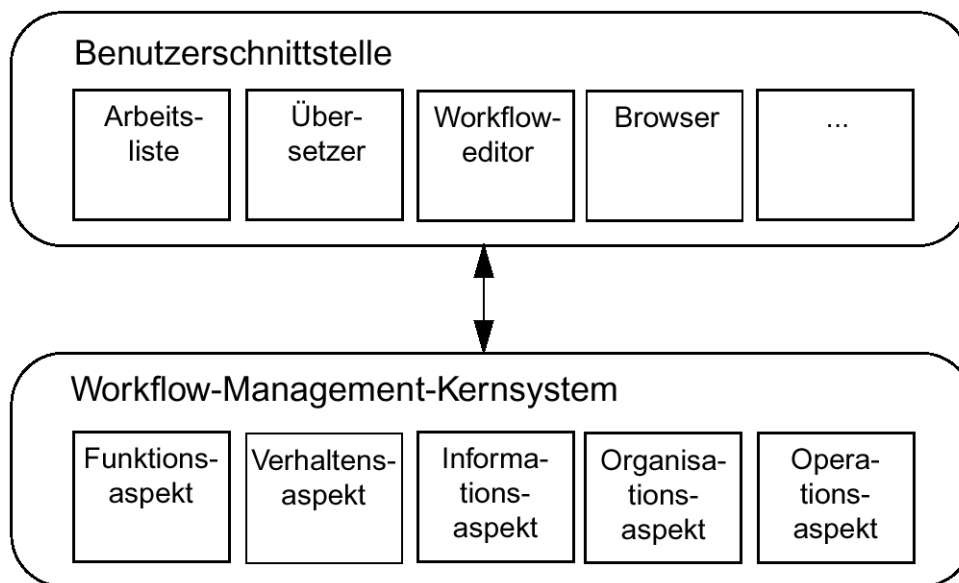 Benutzerschnittstelle
Arbeits-
liste
Über-
setzer
Workflow-
editor
Browser
...
Workflow-Management-Kernsystem
Funktions-
aspekt
Verhaltens-
aspekt
Informa-
tions-
aspekt
Organisa-
tions-
aspekt
Opera-
tions-
aspekt